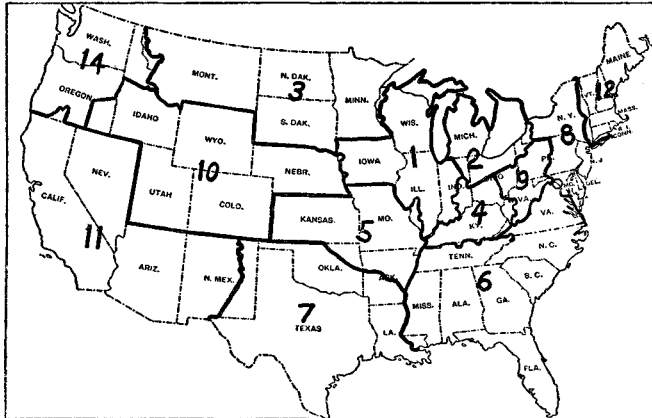 WASH.
14
OREGON
MONT.
N. DAK.
3
S. DAK.
MINN.
IDAHO
WYO.
10
NEBR.
IOWA
WIS.
1
ILL.
MICH.
2
IND.
MAINE
VT.
12
N. Y.
MASS.
R. I.
CONN.
8
N. J.
DEL.
9
VA.
NEV.
UTAH
COLO.
KANSAS
5
MO.
4
KY.
CALIF.
11
ARIZ.
N. MEX.
OKLA.
ARK.
TENN.
N. C.
6
S. C.
7
TEXAS
LA.
MISS.
ALA.
GA.
FLA.